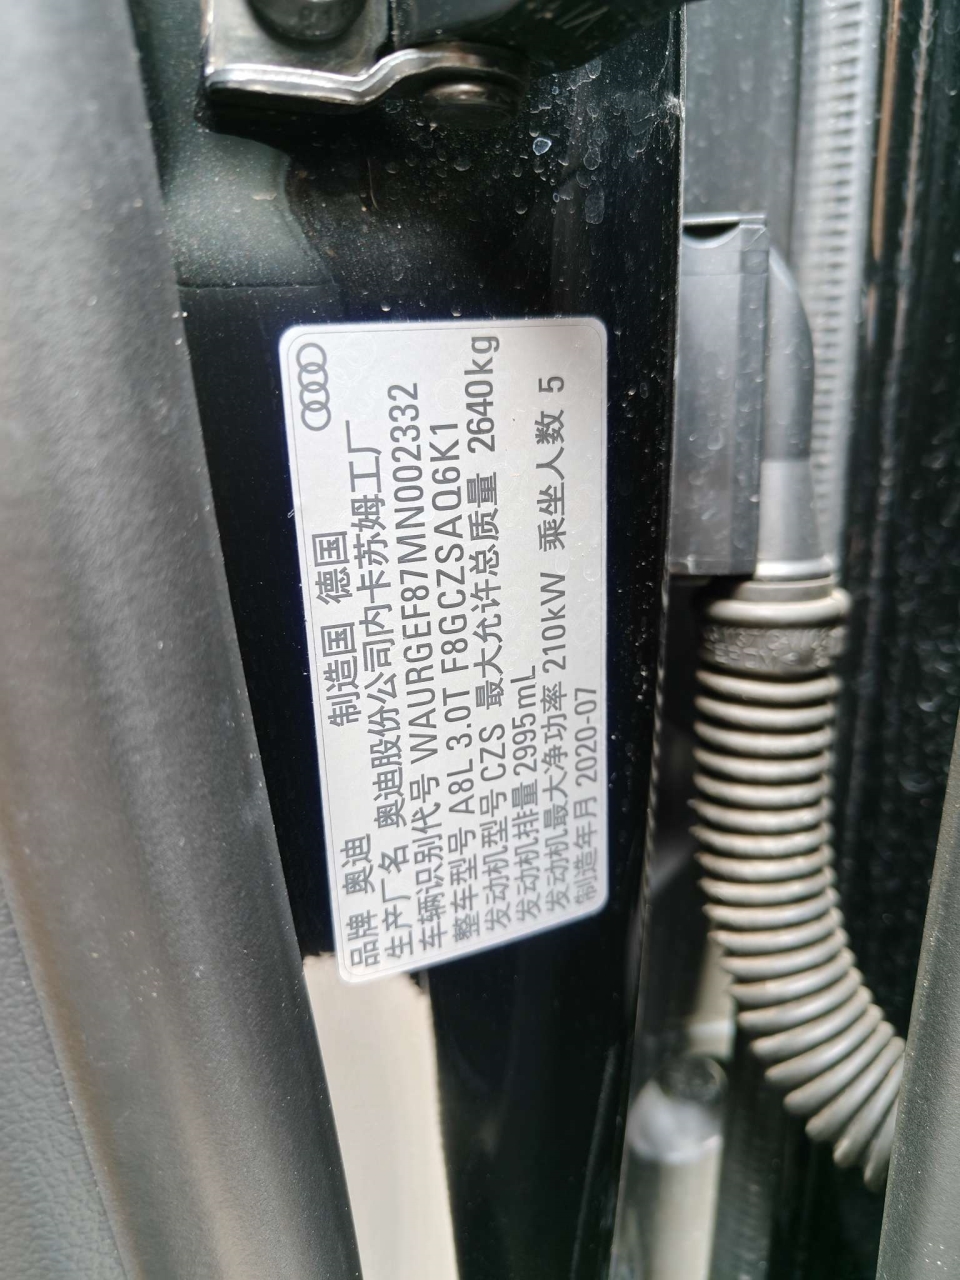 品牌 奥迪 制造国 德国
生产厂名 奥迪股份公司内卡苏姆工厂
车辆识别代号 WAURGEF87MN002332
整车型号 A8L 3.0T F8GCZSAQ6K1
发动机型号 CZS 最大允许总质量 2640kg
发动机排量 2995mL
发动机最大净功率 210kW 乘坐人数 5
制造年月 2020-07